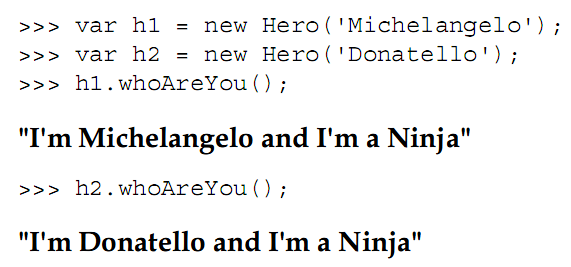 >>> var h1 = new Hero('Michelangelo');
>>> var h2 = new Hero('Donatello');
>>> h1.whoAreYou();
"I'm Michelangelo and I'm a Ninja"
>>> h2.whoAreYou();
"I'm Donatello and I'm a Ninja"